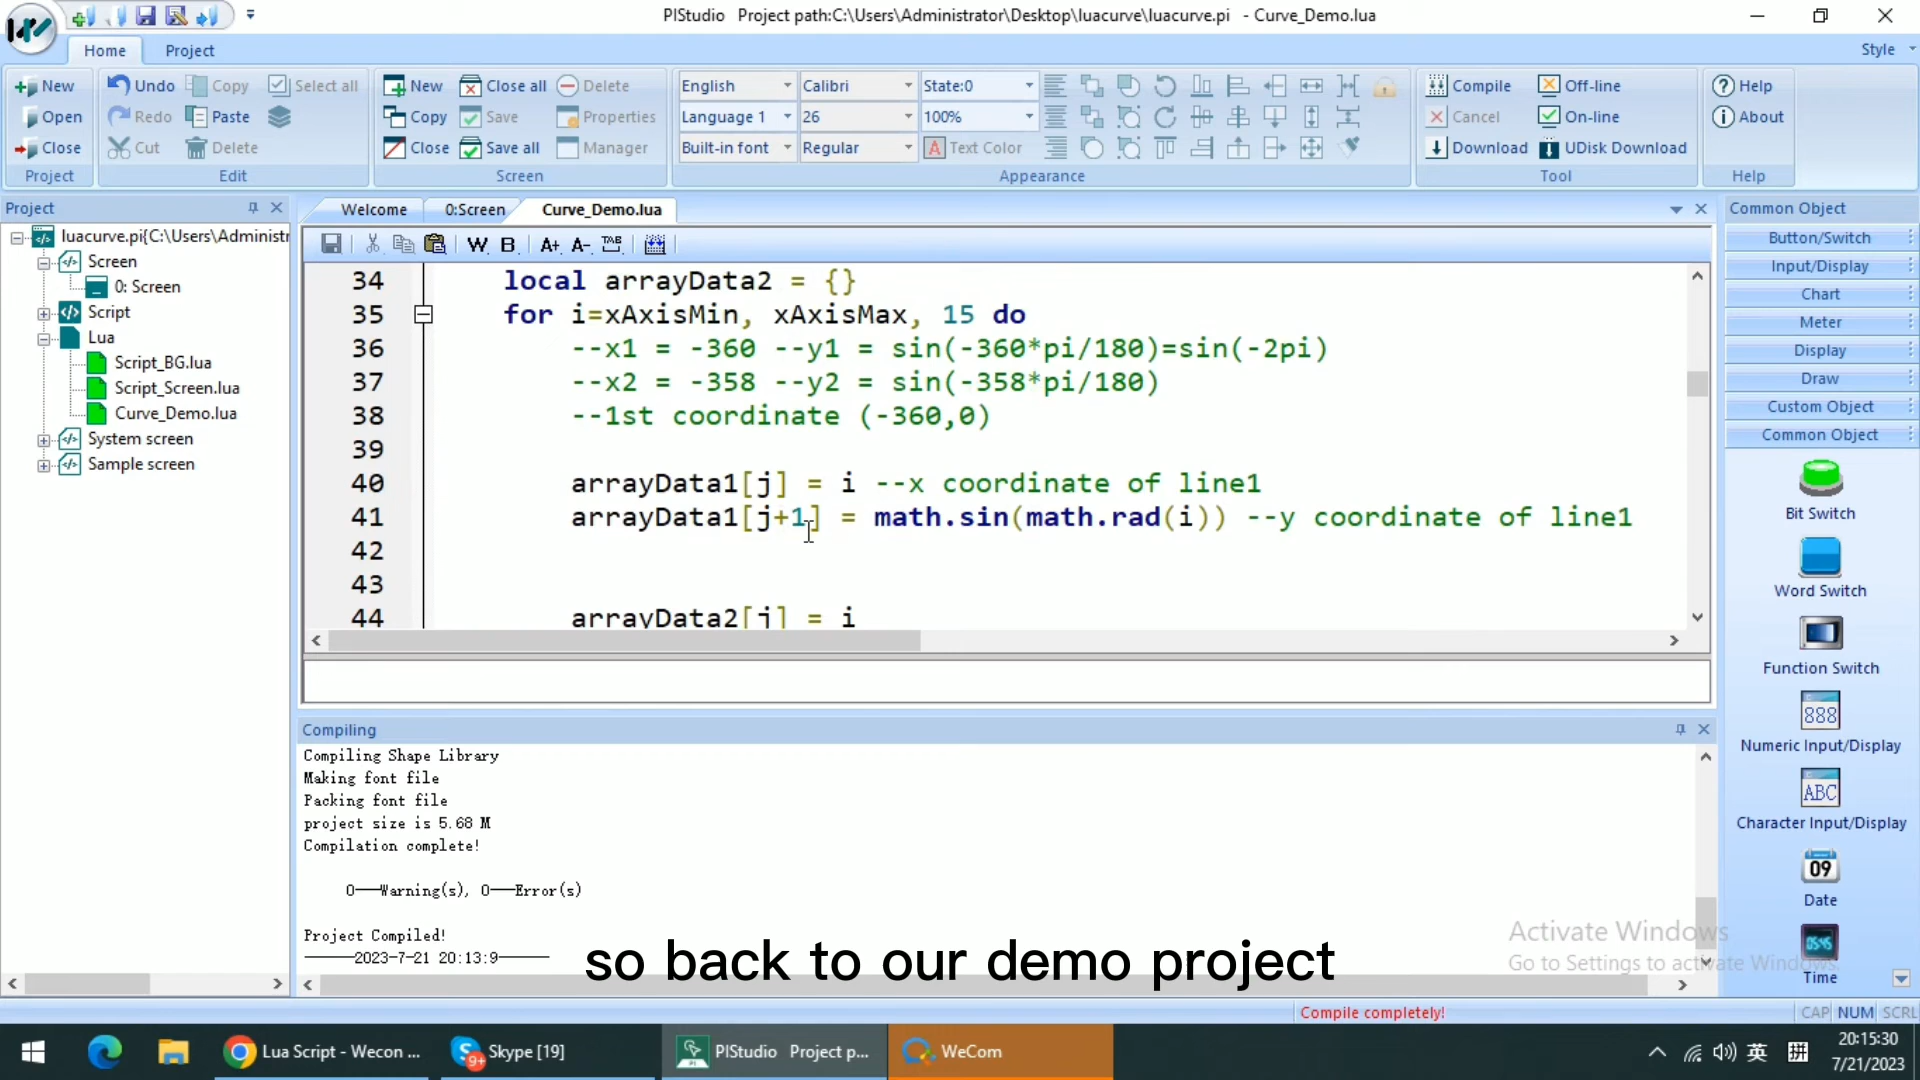 PIStudio   Project path:C:\Users\Administrator\Desktop\luacurve\luacurve.pi   - Curve_Demo.lua
Home
Project
Style
New
Open
Close
Project
Undo
Copy
Select all
Redo
Paste
Cut
Delete
Edit
New
Close all
Delete
Copy
Save
Properties
Close
Save all
Manager
Screen
English
Calibri
State:0
Language 1
26
100%
Built-in font
Regular
A Text Color
Appearance
Compile
Off-line
Cancel
On-line
Download
UDisk Download
Tool
Help
About
Help
Project
luacurve.pi{C:\Users\Administr
Screen
0: Screen
Script
Lua
Script_BG.lua
Script_Screen.lua
Curve_Demo.lua
System screen
Sample screen
Welcome
0:Screen
Curve_Demo.lua
W B A+ A- TAB
34 local arrayData2 = {}
35 for i=xAxisMin, xAxisMax, 15 do
36 --x1 = -360 --y1 = sin(-360*pi/180)=sin(-2pi)
37 --x2 = -358 --y2 = sin(-358*pi/180)
38 --1st coordinate (-360,0)
39
40 arrayData1[j] = i --x coordinate of line1
41 arrayData1[j+1] = math.sin(math.rad(i)) --y coordinate of line1
42
43
44 arrayData2[j] = i
Compiling
Compiling Shape Library
Making font file
Packing font file
project size is 5.68 M
Compilation complete!
0——Warning(s), 0——Error(s)
Project Compiled!
———2023-7-21 20:13:9———
so back to our demo project
Common Object
Button/Switch
Input/Display
Chart
Meter
Display
Draw
Custom Object
Common Object
Bit Switch
Word Switch
Function Switch
888
Numeric Input/Display
ABC
Character Input/Display
09
Date
05:45
Time
Activate Windows
Go to Settings to activate Windows.
Compile completely!
CAP NUM SCRL
Lua Script - Wecon ...
9+
Skype [19]
PIStudio   Project p...
WeCom
英
拼
20:15:30
7/21/2023